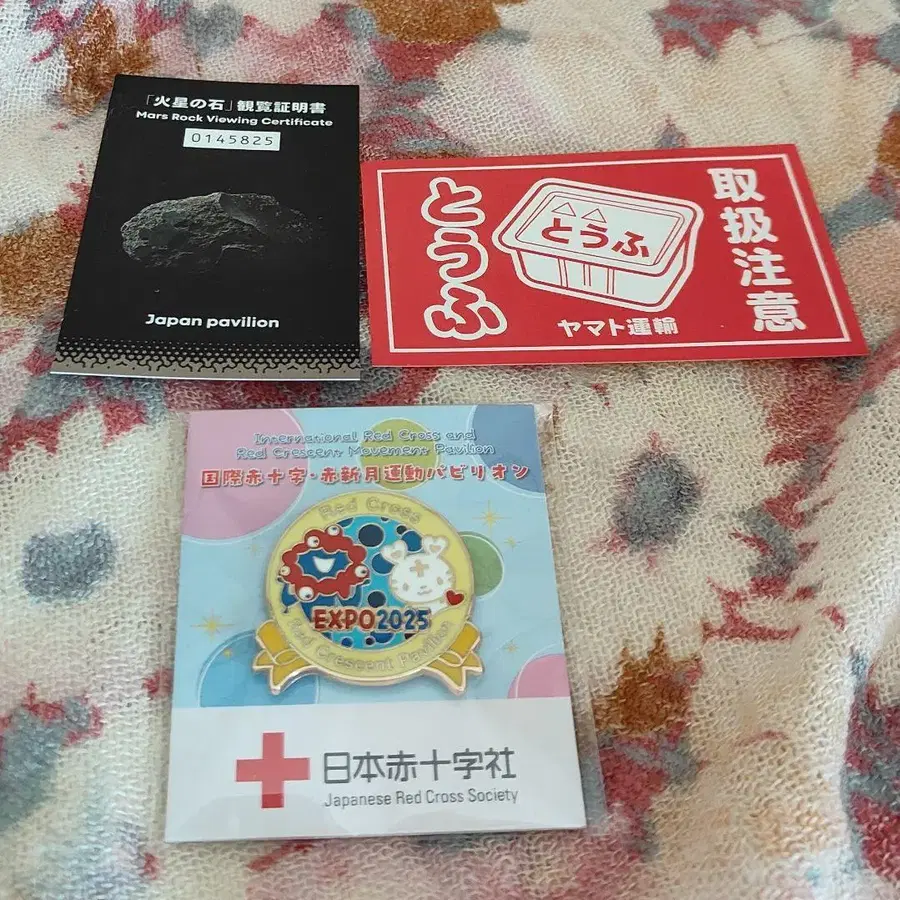 「火星の石」観覧証明書
Mars Rock Viewing Certificate
0145825
Japan pavilion
とうふ
とうふ
取扱注意
ヤマト運輸
International Red Cross and
Red Crescent Movement Pavilion
国際赤十字・赤新月運動パビリオン
Red Cross
EXPO2025
Red Crescent Pavilion
日本赤十字社
Japanese Red Cross Society